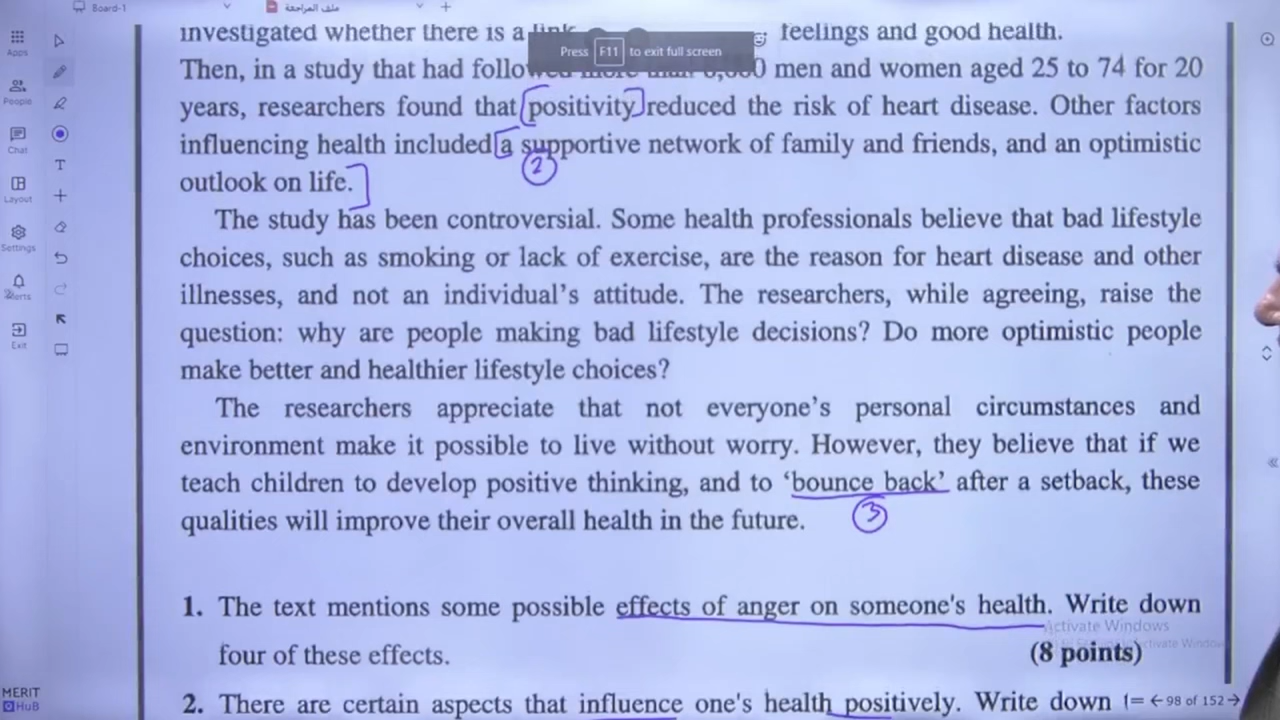 Board-1
ملف المراجعة
investigated whether there is a link feelings and good health.
Press F11 to exit full screen
Then, in a study that had followed more than men and women aged 25 to 74 for 20
years, researchers found that positivity reduced the risk of heart disease. Other factors
influencing health included a supportive network of family and friends, and an optimistic
2
outlook on life.
The study has been controversial. Some health professionals believe that bad lifestyle
choices, such as smoking or lack of exercise, are the reason for heart disease and other
illnesses, and not an individual's attitude. The researchers, while agreeing, raise the
question: why are people making bad lifestyle decisions? Do more optimistic people
make better and healthier lifestyle choices?
The researchers appreciate that not everyone's personal circumstances and
environment make it possible to live without worry. However, they believe that if we
teach children to develop positive thinking, and to 'bounce back' after a setback, these
3
qualities will improve their overall health in the future.
1. The text mentions some possible effects of anger on someone's health. Write down
four of these effects. (8 points)
Activate Windows
2. There are certain aspects that influence one's health positively. Write down
98 of 152
Apps
People
Chat
Layout
Settings
Alerts
Exit
MERIT
HuB